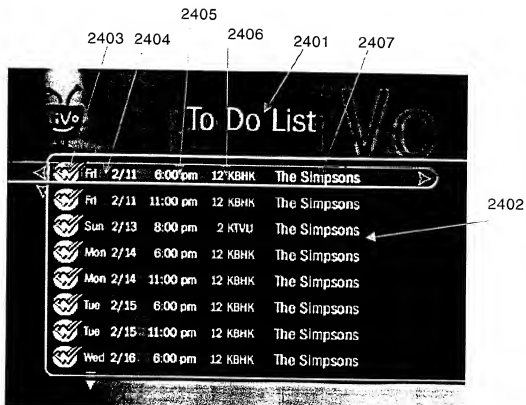 2405
2403 2404 2406 2401 2407
TiVo
To Do List
Fri 2/11 6:00 pm 12 KBHK The Simpsons
Fri 2/11 11:00 pm 12 KBHK The Simpsons
Sun 2/13 8:00 pm 2 KTVU The Simpsons
2402
Mon 2/14 6:00 pm 12 KBHK The Simpsons
Mon 2/14 11:00 pm 12 KBHK The Simpsons
Tue 2/15 6:00 pm 12 KBHK The Simpsons
Tue 2/15 11:00 pm 12 KBHK The Simpsons
Wed 2/16 6:00 pm 12 KBHK The Simpsons